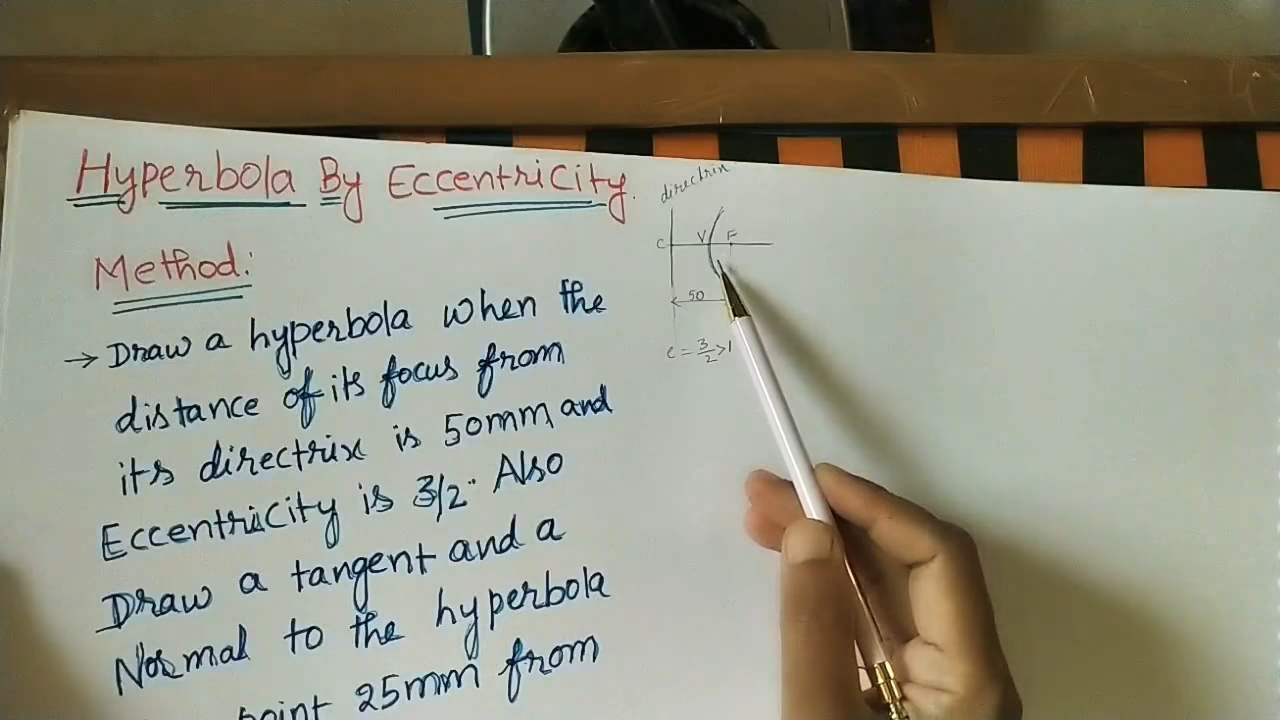 Hyperbola By Eccentricity
Method:
→ Draw a hyperbola when the
distance of its focus from
its directrix is 50mm and
Eccentricity is 3/2. Also
Draw a tangent and a
Normal to the hyperbola
point 25mm from
directrix
C V F
50
e = 3/2 > 1